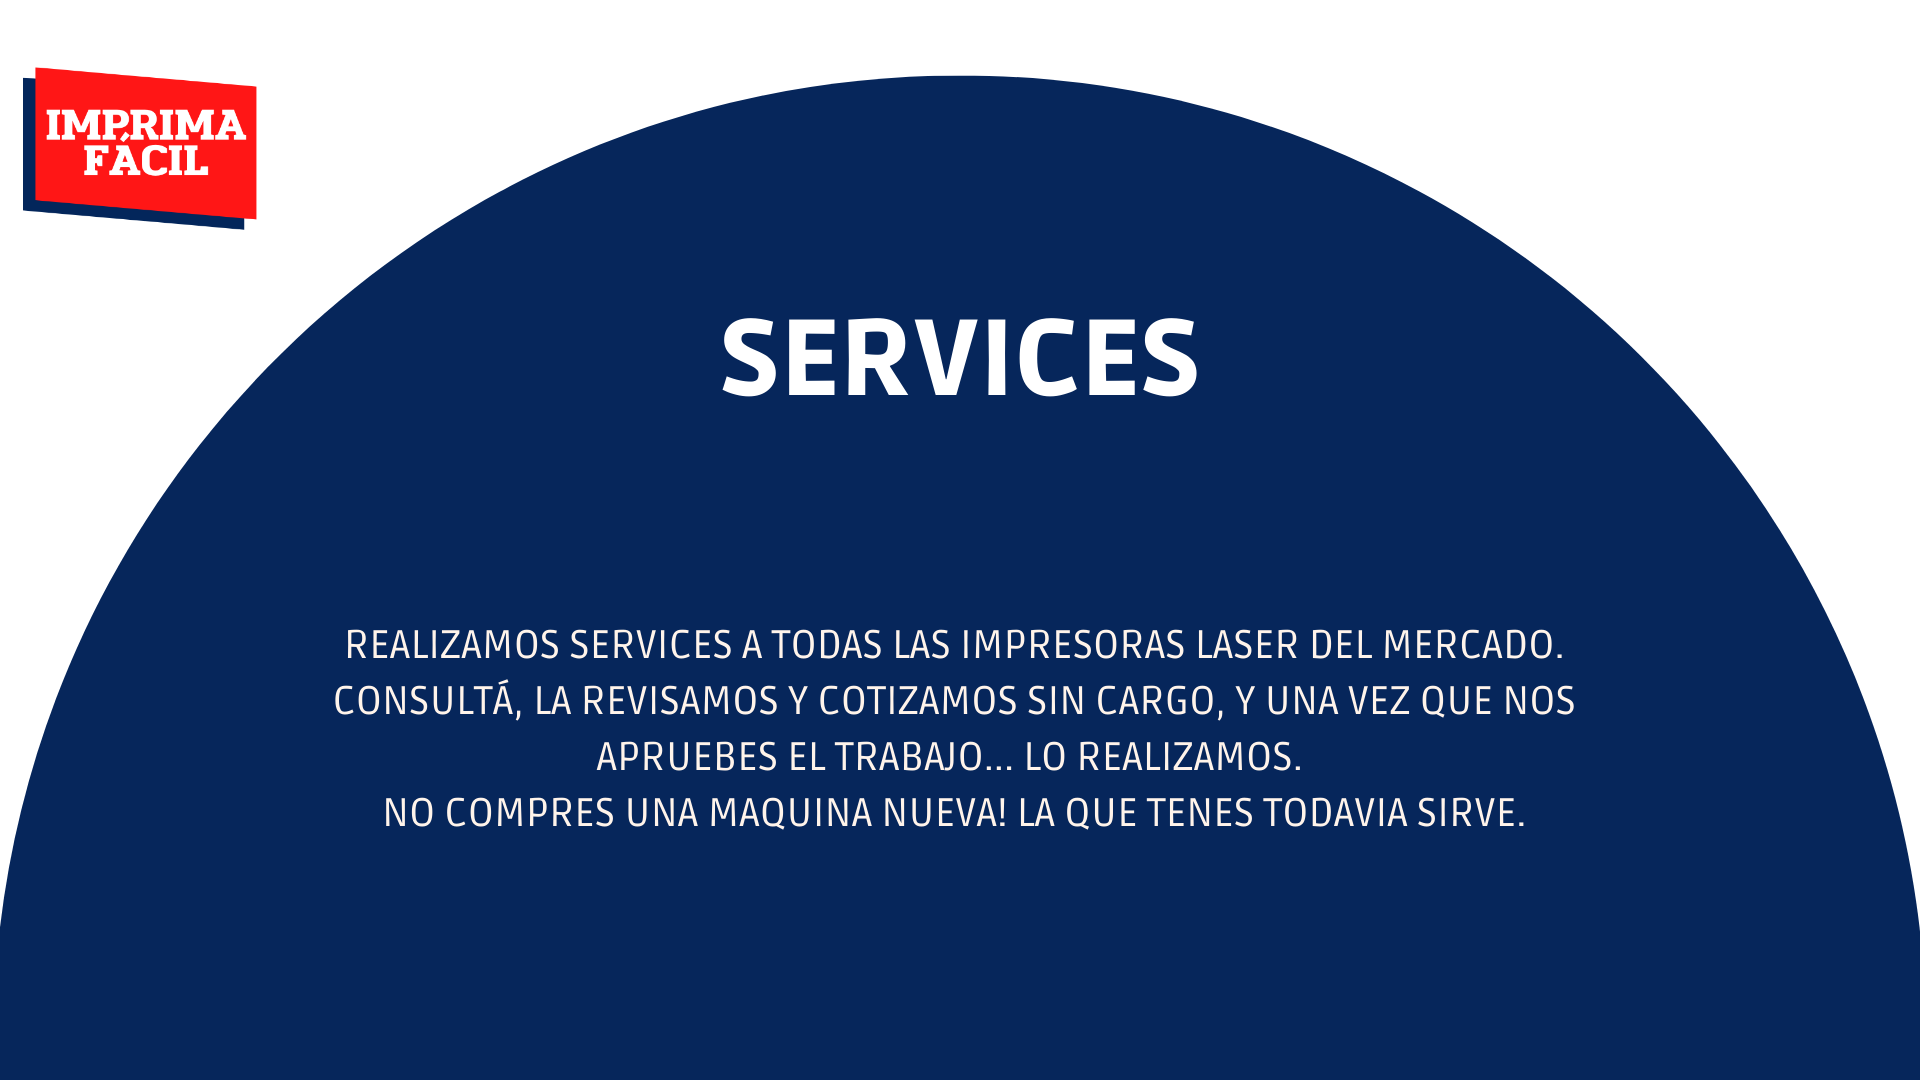 IMPRIMA
FÁCIL
SERVICES
REALIZAMOS SERVICES A TODAS LAS IMPRESORAS LASER DEL MERCADO.
CONSULTÁ, LA REVISAMOS Y COTIZAMOS SIN CARGO, Y UNA VEZ QUE NOS
APRUEBES EL TRABAJO... LO REALIZAMOS.
NO COMPRES UNA MAQUINA NUEVA! LA QUE TENES TODAVIA SIRVE.